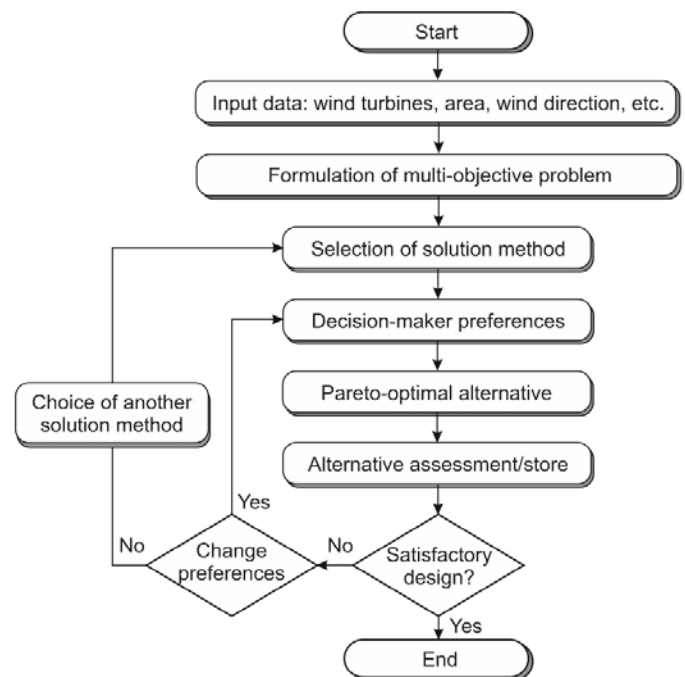 Start
Input data: wind turbines, area, wind direction, etc.
Formulation of multi-objective problem
Selection of solution method
Decision-maker preferences
Choice of another
solution method
Pareto-optimal alternative
Alternative assessment/store
Yes
No
Change
preferences
No
Satisfactory
design?
Yes
End